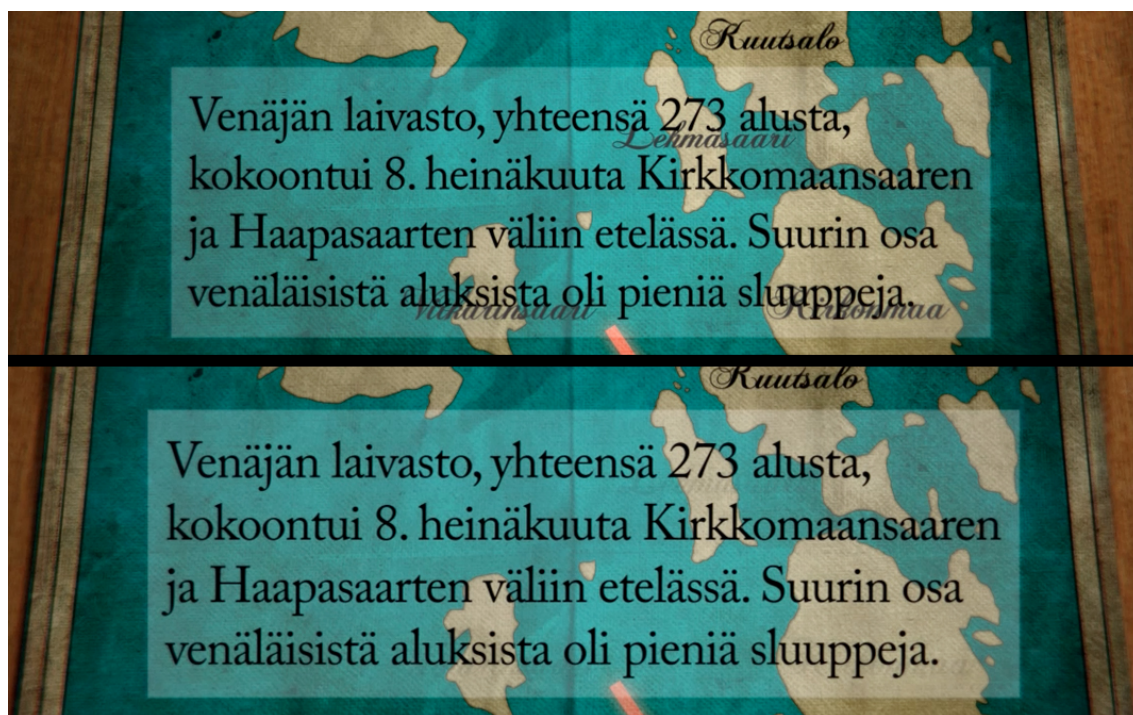 Kuutsalo
Venäjän laivasto, yhteensä 273 alusta,
Lehmäsaari
kokoontui 8. heinäkuuta Kirkkomaansaaren
ja Haapasaarten väliin etelässä. Suurin osa
venäläisistä aluksista oli pieniä sluuppeja.
Kuutsalo
Venäjän laivasto, yhteensä 273 alusta,
kokoontui 8. heinäkuuta Kirkkomaansaaren
ja Haapasaarten väliin etelässä. Suurin osa
venäläisistä aluksista oli pieniä sluuppeja.